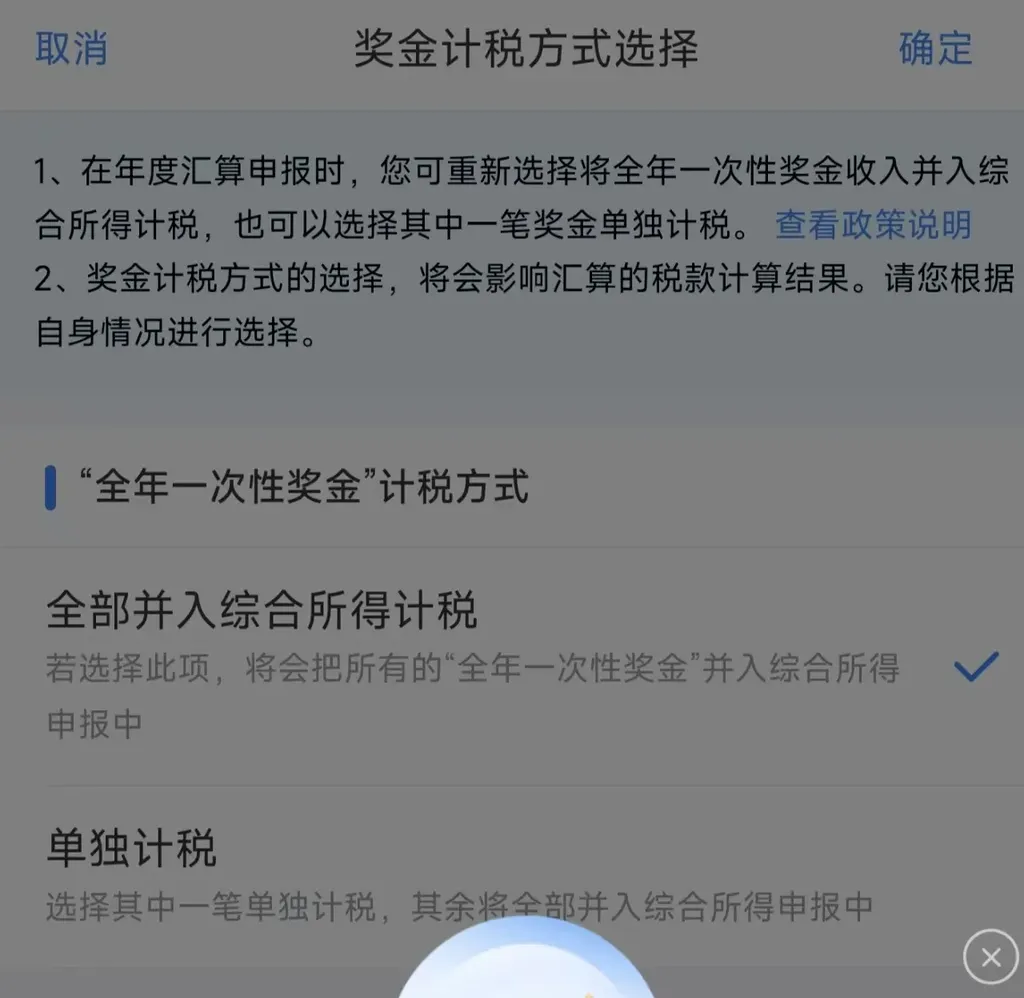 取消
奖金计税方式选择
确定
1、在年度汇算申报时，您可重新选择将全年一次性奖金收入并入综
合所得计税，也可以选择其中一笔奖金单独计税。 查看政策说明
2、奖金计税方式的选择，将会影响汇算的税款计算结果。请您根据
自身情况进行选择。
“全年一次性奖金”计税方式
全部并入综合所得计税
若选择此项，将会把所有的“全年一次性奖金”并入综合所得
申报中
单独计税
选择其中一笔单独计税，其余将全部并入综合所得申报中